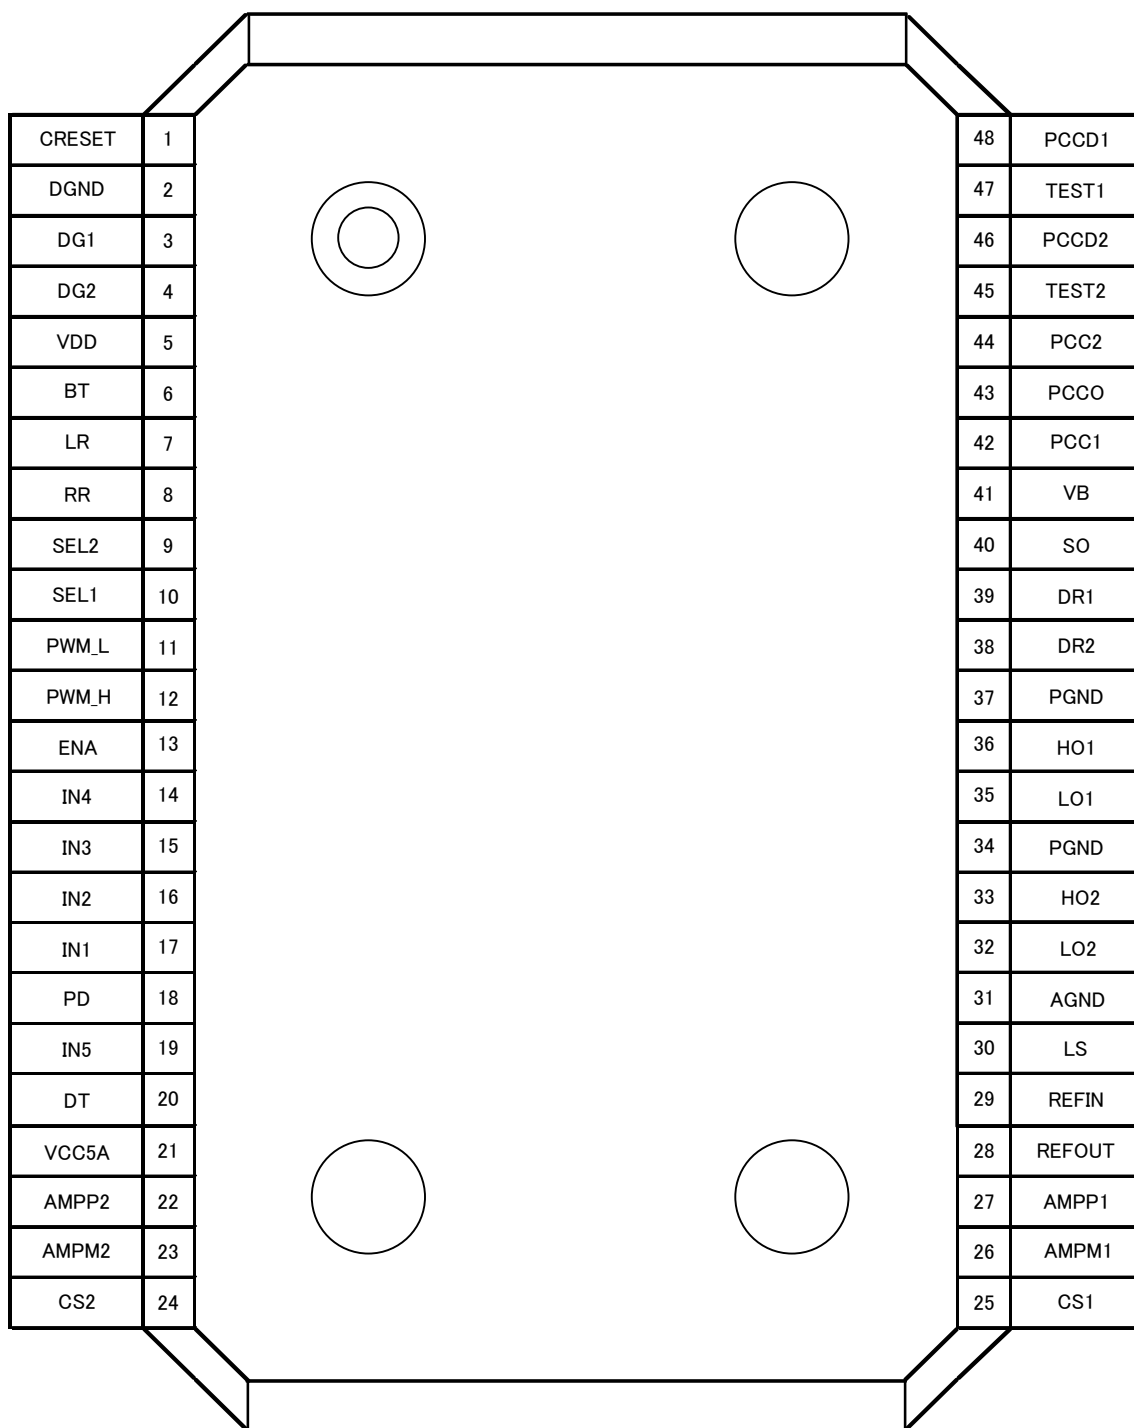 CRESET 1 48 PCCD1
DGND 2 47 TEST1
DG1 3 46 PCCD2
DG2 4 45 TEST2
VDD 5 44 PCC2
BT 6 43 PCCO
LR 7 42 PCC1
RR 8 41 VB
SEL2 9 40 SO
SEL1 10 39 DR1
PWM_L 11 38 DR2
PWM_H 12 37 PGND
ENA 13 36 HO1
IN4 14 35 LO1
IN3 15 34 PGND
IN2 16 33 HO2
IN1 17 32 LO2
PD 18 31 AGND
IN5 19 30 LS
DT 20 29 REFIN
VCC5A 21 28 REFOUT
AMPP2 22 27 AMPP1
AMPM2 23 26 AMPM1
CS2 24 25 CS1